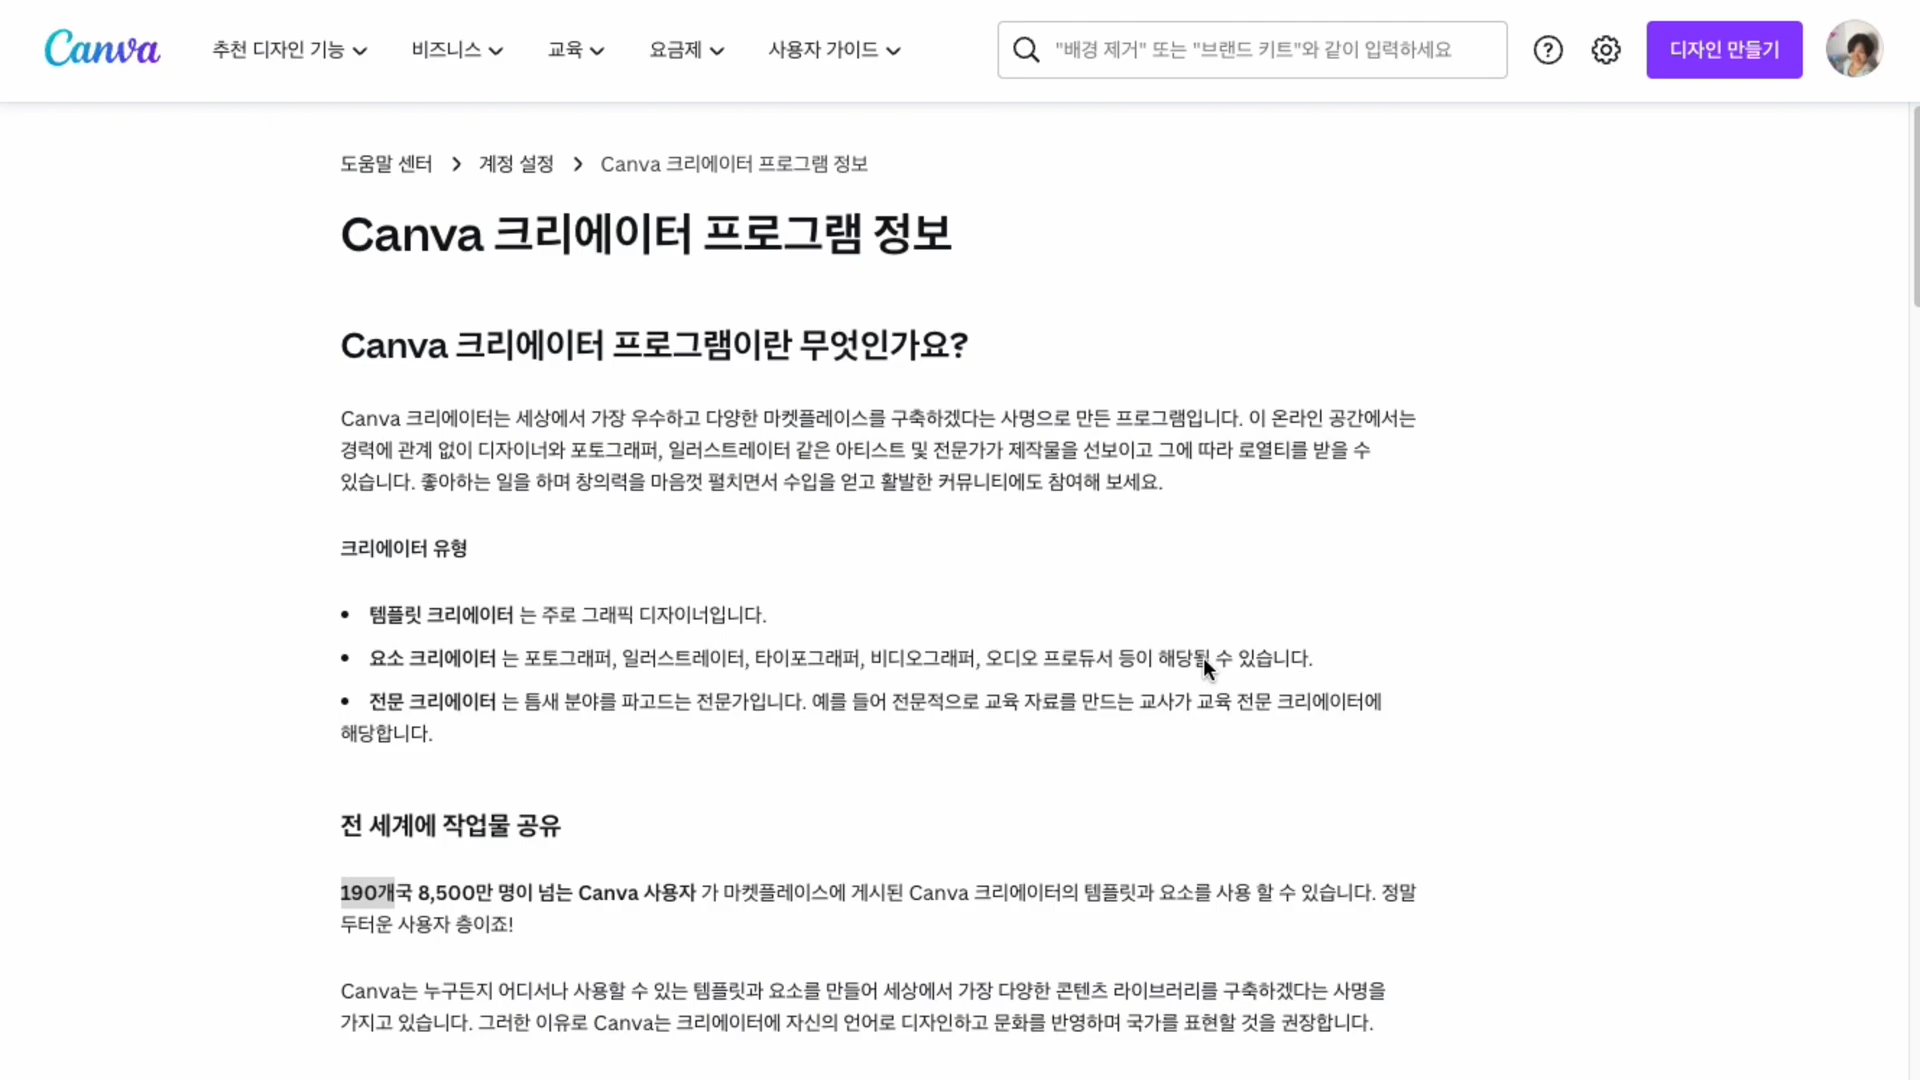 Canva 추천 디자인 기능 비즈니스 교육 요금제 사용자 가이드 "배경 제거" 또는 "브랜드 키트"와 같이 입력하세요 디자인 만들기
도움말 센터 계정 설정 Canva 크리에이터 프로그램 정보
Canva 크리에이터 프로그램 정보
Canva 크리에이터 프로그램이란 무엇인가요?
Canva 크리에이터는 세상에서 가장 우수하고 다양한 마켓플레이스를 구축하겠다는 사명으로 만든 프로그램입니다. 이 온라인 공간에서는
경력에 관계 없이 디자이너와 포토그래퍼, 일러스트레이터 같은 아티스트 및 전문가가 제작물을 선보이고 그에 따라 로열티를 받을 수
있습니다. 좋아하는 일을 하며 창의력을 마음껏 펼치면서 수입을 얻고 활발한 커뮤니티에도 참여해 보세요.
크리에이터 유형
• 템플릿 크리에이터 는 주로 그래픽 디자이너입니다.
• 요소 크리에이터 는 포토그래퍼, 일러스트레이터, 타이포그래퍼, 비디오그래퍼, 오디오 프로듀서 등이 해당될 수 있습니다.
• 전문 크리에이터 는 틈새 분야를 파고드는 전문가입니다. 예를 들어 전문적으로 교육 자료를 만드는 교사가 교육 전문 크리에이터에
해당합니다.
전 세계에 작업물 공유
190개국 8,500만 명이 넘는 Canva 사용자 가 마켓플레이스에 게시된 Canva 크리에이터의 템플릿과 요소를 사용 할 수 있습니다. 정말
두터운 사용자 층이죠!
Canva는 누구든지 어디서나 사용할 수 있는 템플릿과 요소를 만들어 세상에서 가장 다양한 콘텐츠 라이브러리를 구축하겠다는 사명을
가지고 있습니다. 그러한 이유로 Canva는 크리에이터에 자신의 언어로 디자인하고 문화를 반영하며 국가를 표현할 것을 권장합니다.